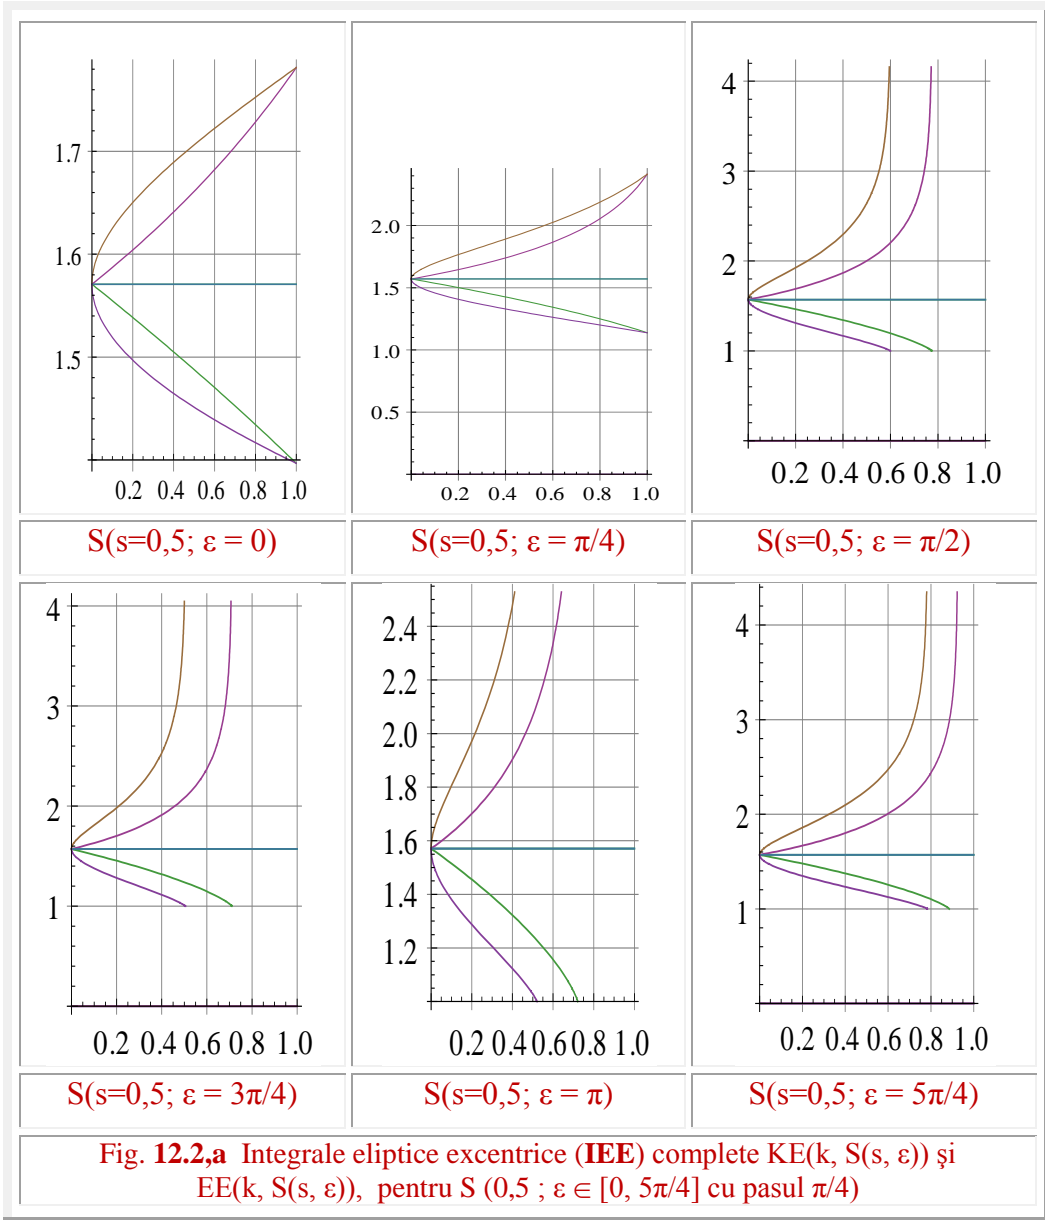 1.7
1.6
1.5
0.2 0.4 0.6 0.8 1.0
2.0
1.5
1.0
0.5
0.2 0.4 0.6 0.8 1.0
4
3
2
1
0.2 0.4 0.6 0.8 1.0
S(s=0,5; ε = 0)
S(s=0,5; ε = π/4)
S(s=0,5; ε = π/2)
4
3
2
1
0.2 0.4 0.6 0.8 1.0
2.4
2.2
2.0
1.8
1.6
1.4
1.2
0.2 0.4 0.6 0.8 1.0
4
3
2
1
0.2 0.4 0.6 0.8 1.0
S(s=0,5; ε = 3π/4)
S(s=0,5; ε = π)
S(s=0,5; ε = 5π/4)
Fig. 12.2,a Integrale eliptice excentrice (IEE) complete KE(k, S(s, ε)) şi
EE(k, S(s, ε)), pentru S (0,5 ; ε ∈ [0, 5π/4] cu pasul π/4)